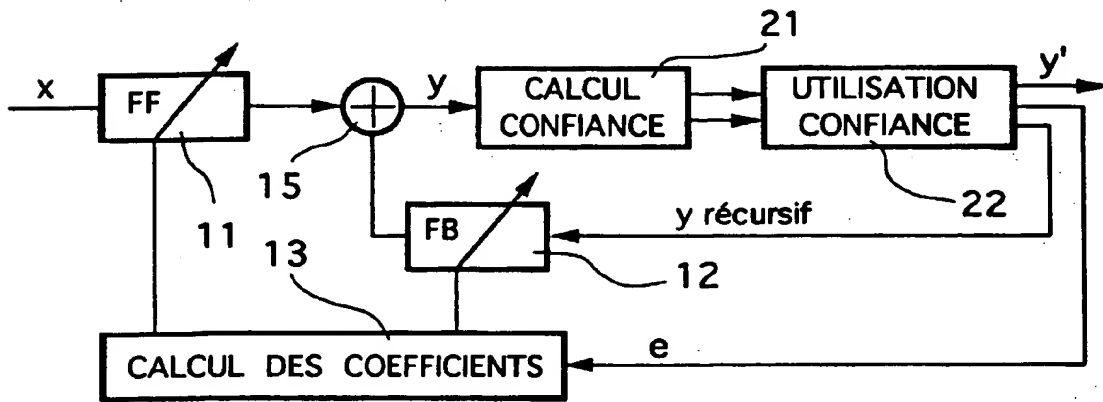 21
x
FF
y
CALCUL
CONFIANCE
UTILISATION
CONFIANCE
y'
15
11
13
FB
y récursif
22
12
CALCUL DES COEFFICIENTS
e